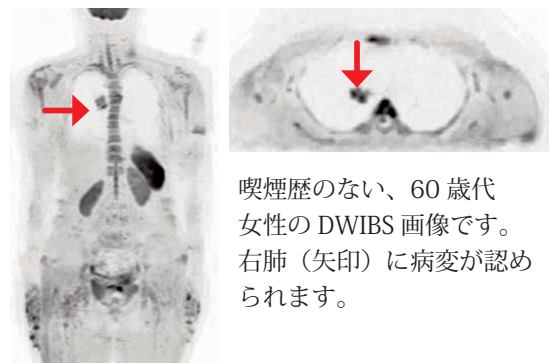 喫煙歴のない、60 歳代
女性の DWIBS 画像です。
右肺（矢印）に病変が認め
られます。